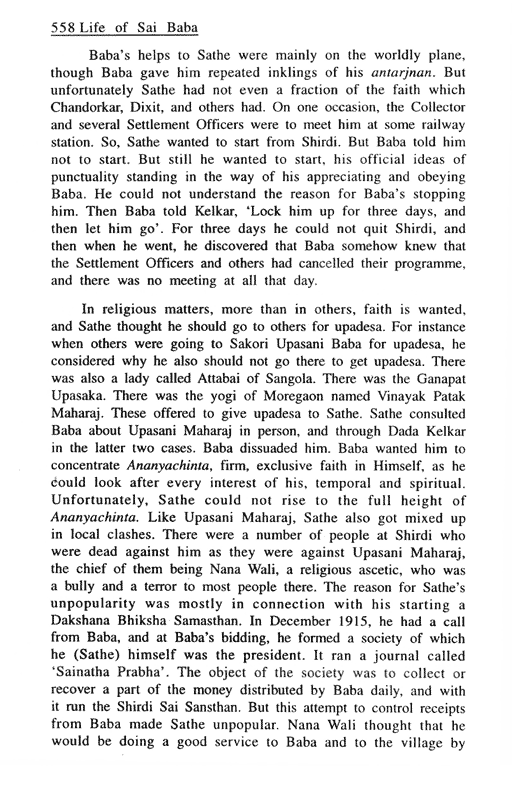 558 Life of Sai Baba
Baba's helps to Sathe were mainly on the worldly plane,
though Baba gave him repeated inklings of his antarjnan. But
unfortunately Sathe had not even a fraction of the faith which
Chandorkar, Dixit, and others had. On one occasion, the Collector
and several Settlement Officers were to meet him at some railway
station. So, Sathe wanted to start from Shirdi. But Baba told him
not to start. But still he wanted to start, his official ideas of
punctuality standing in the way of his appreciating and obeying
Baba. He could not understand the reason for Baba's stopping
him. Then Baba told Kelkar, 'Lock him up for three days, and
then let him go'. For three days he could not quit Shirdi, and
then when he went, he discovered that Baba somehow knew that
the Settlement Officers and others had cancelled their programme,
and there was no meeting at all that day.
In religious matters, more than in others, faith is wanted,
and Sathe thought he should go to others for upadesa. For instance
when others were going to Sakori Upasani Baba for upadesa, he
considered why he also should not go there to get upadesa. There
was also a lady called Attabai of Sangola. There was the Ganapat
Upasaka. There was the yogi of Moregaon named Vinayak Patak
Maharaj. These offered to give upadesa to Sathe. Sathe consulted
Baba about Upasani Maharaj in person, and through Dada Kelkar
in the latter two cases. Baba dissuaded him. Baba wanted him to
concentrate Ananyachinta, firm, exclusive faith in Himself, as he
could look after every interest of his, temporal and spiritual.
Unfortunately, Sathe could not rise to the full height of
Ananyachinta. Like Upasani Maharaj, Sathe also got mixed up
in local clashes. There were a number of people at Shirdi who
were dead against him as they were against Upasani Maharaj,
the chief of them being Nana Wali, a religious ascetic, who was
a bully and a terror to most people there. The reason for Sathe's
unpopularity was mostly in connection with his starting a
Dakshana Bhiksha Samasthan. In December 1915, he had a call
from Baba, and at Baba's bidding, he formed a society of which
he (Sathe) himself was the president. It ran a journal called
'Sainatha Prabha'. The object of the society was to collect or
recover a part of the money distributed by Baba daily, and with
it run the Shirdi Sai Sansthan. But this attempt to control receipts
from Baba made Sathe unpopular. Nana Wali thought that he
would be doing a good service to Baba and to the village by